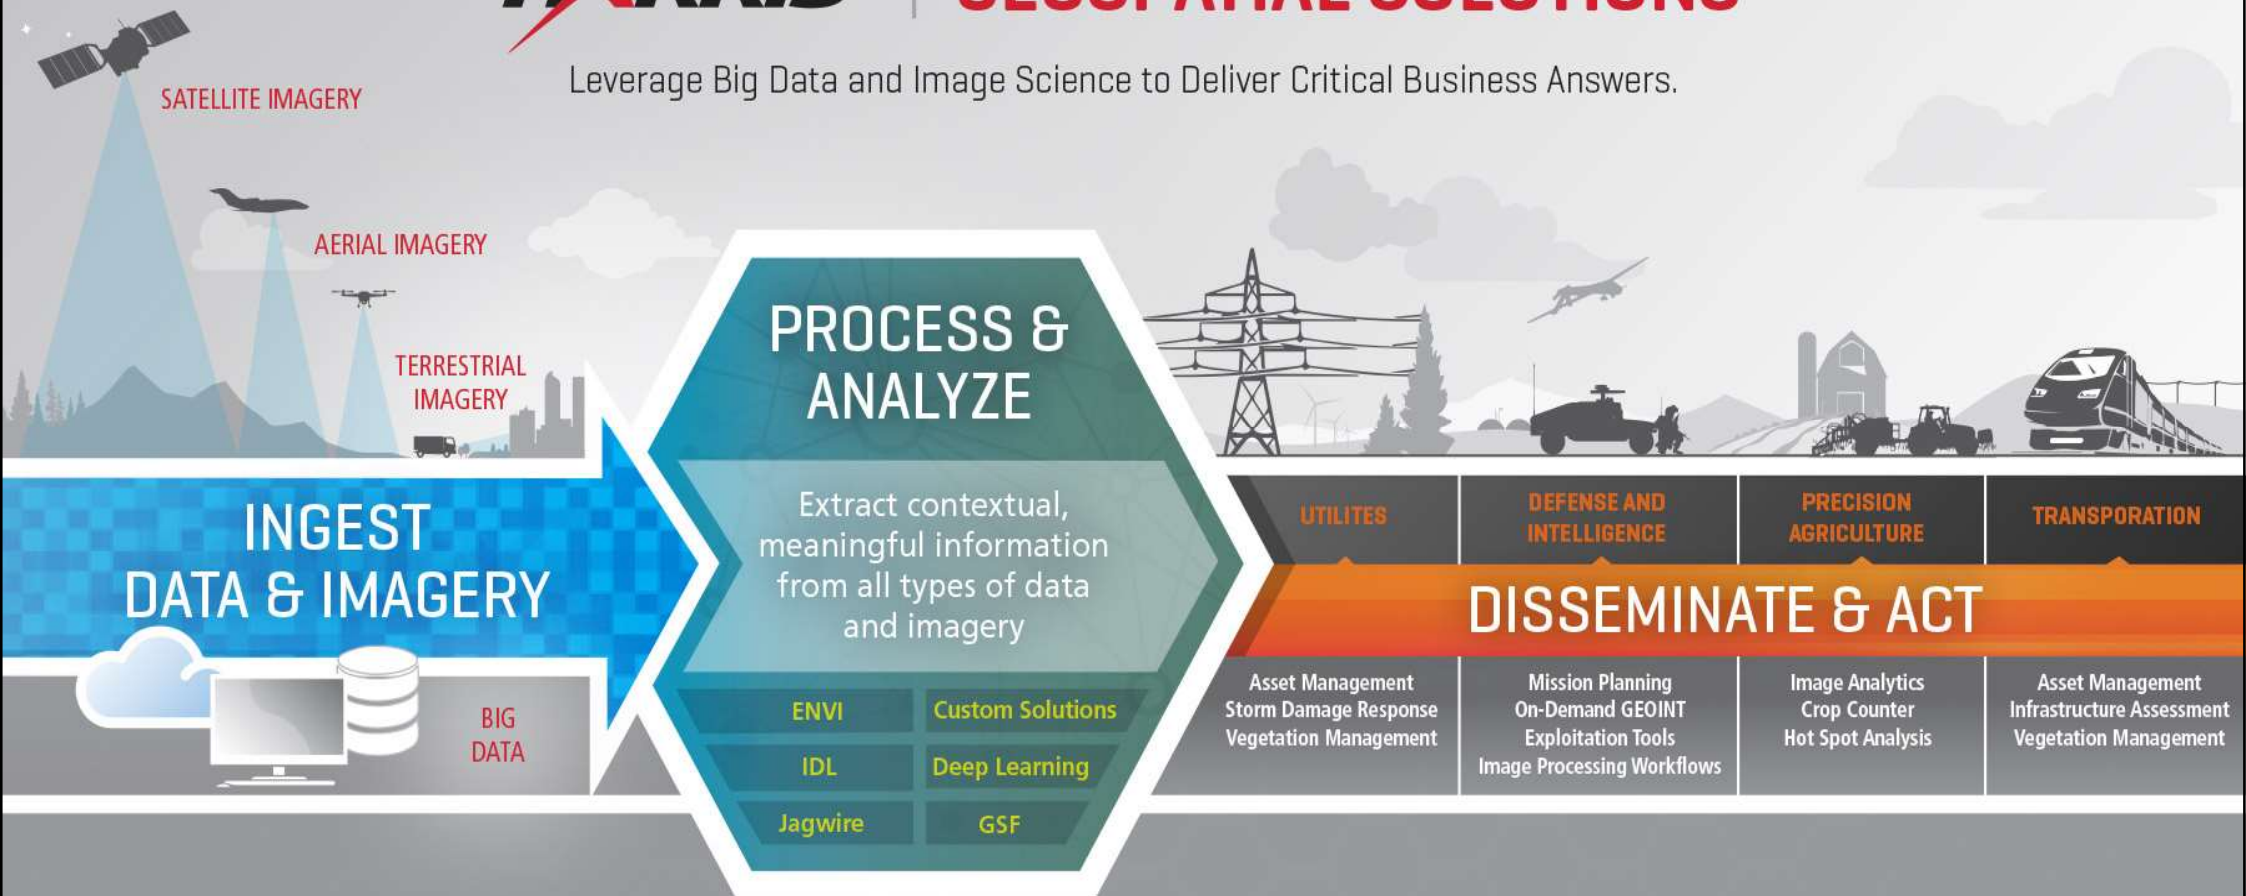 HARRIS | GEOSPATIAL SOLUTIONS
Leverage Big Data and Image Science to Deliver Critical Business Answers.
SATELLITE IMAGERY
AERIAL IMAGERY
TERRESTRIAL
IMAGERY
INGEST
DATA & IMAGERY
BIG
DATA
PROCESS &
ANALYZE
Extract contextual,
meaningful information
from all types of data
and imagery
ENVI
Custom Solutions
IDL
Deep Learning
Jagwire
GSF
UTILITES
DEFENSE AND
INTELLIGENCE
PRECISION
AGRICULTURE
TRANSPORATION
DISSEMINATE & ACT
Asset Management
Storm Damage Response
Vegetation Management
Mission Planning
On-Demand GEOINT
Exploitation Tools
Image Processing Workflows
Image Analytics
Crop Counter
Hot Spot Analysis
Asset Management
Infrastructure Assessment
Vegetation Management